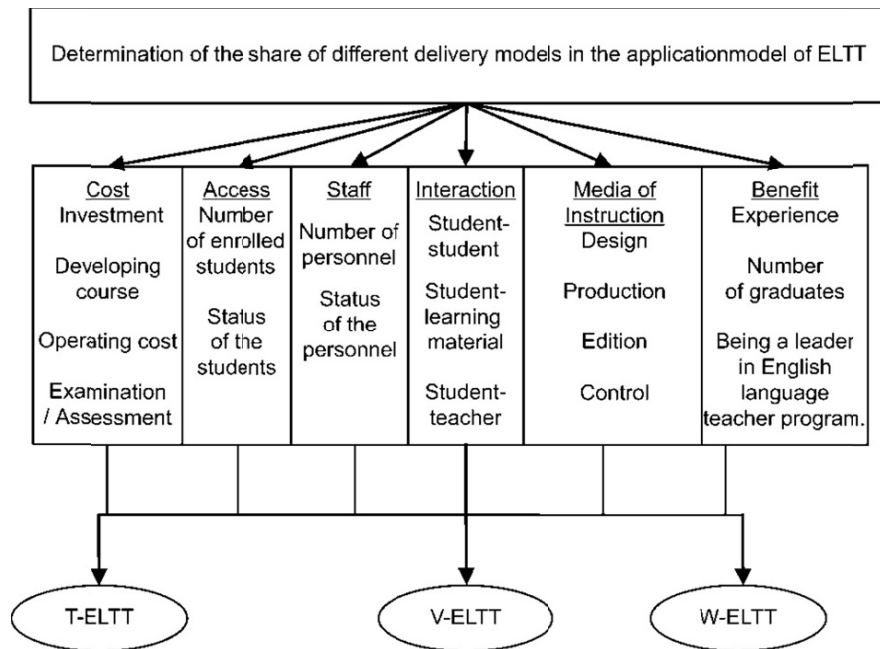 Determination of the share of different delivery models in the applicationmodel of ELTT
Cost
Investment
Developing
course
Operating cost
Examination
/ Assessment
Access
Number
of enrolled
students
Status
of the
students
Staff
Number of
personnel
Status
of the
personnel
Interaction
Student-
student
Student-
learning
material
Student-
teacher
Media of
Instruction
Design
Production
Edition
Control
Benefit
Experience
Number
of graduates
Being a leader
in English
language
teacher program.
T-ELTT
V-ELTT
W-ELTT